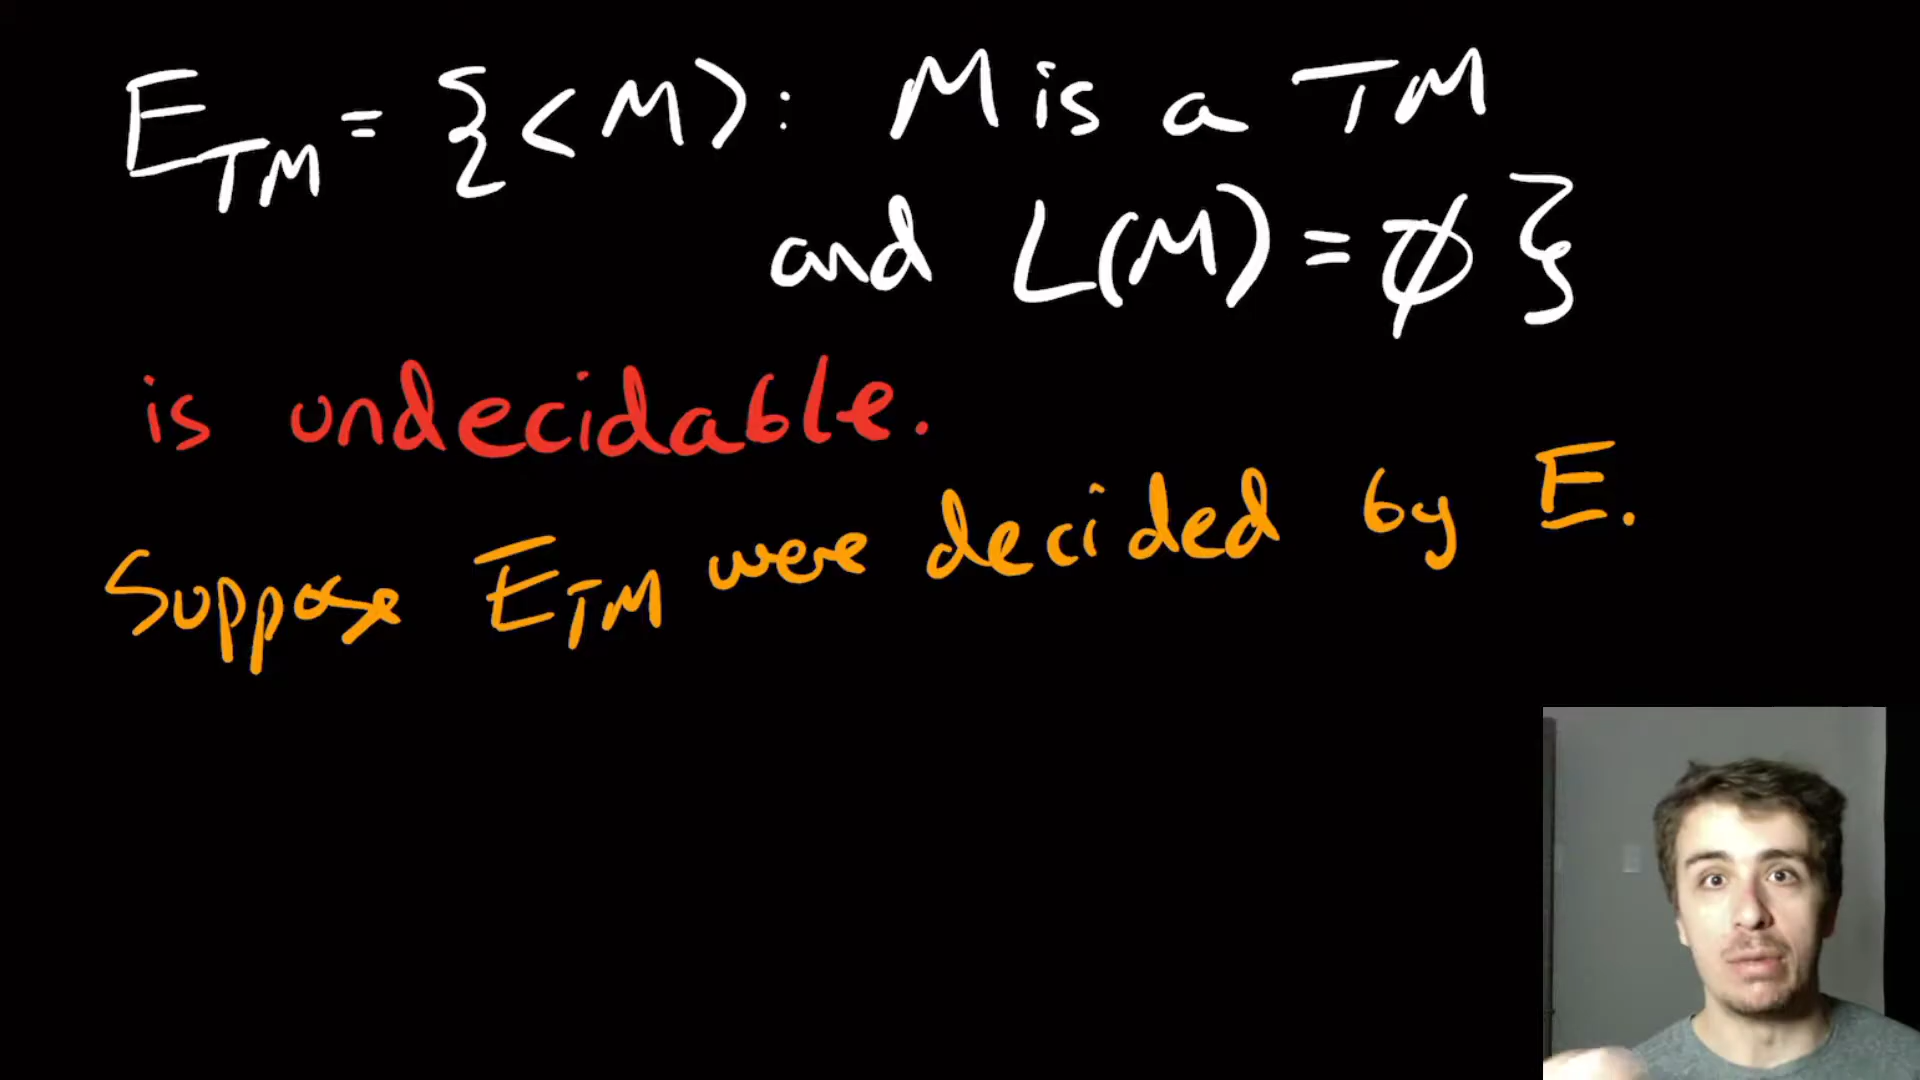 E_TM = {<M>: M is a TM
and L(M) = ∅}
is undecidable.
Suppose E_TM were decided by E.